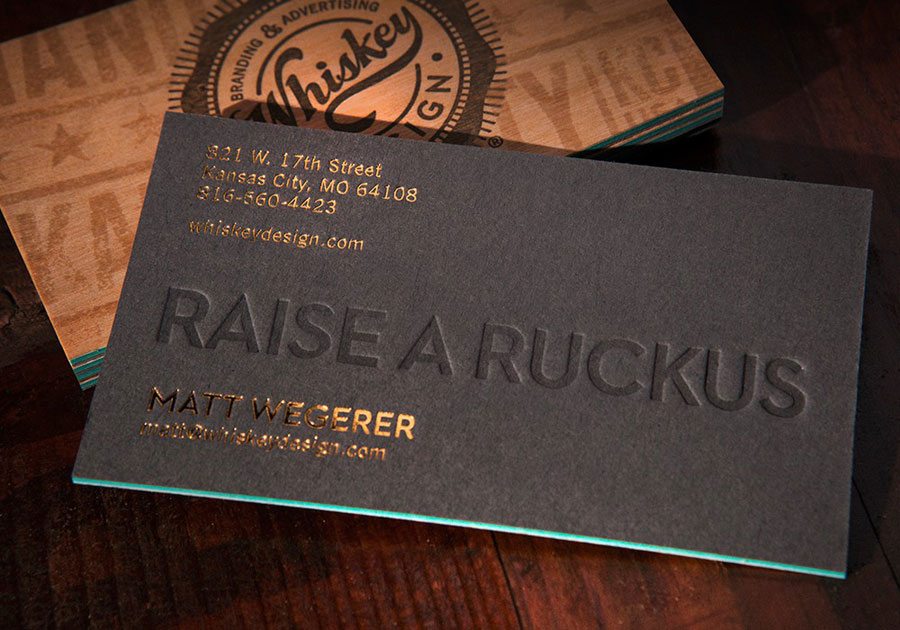 BRANDING & ADVERTISING
Whiskey
321 W. 17th Street
Kansas City, MO 64108
816-560-4423
whiskeydesign.com
RAISE A RUCKUS
MATT WEGERER
matt@whiskeydesign.com